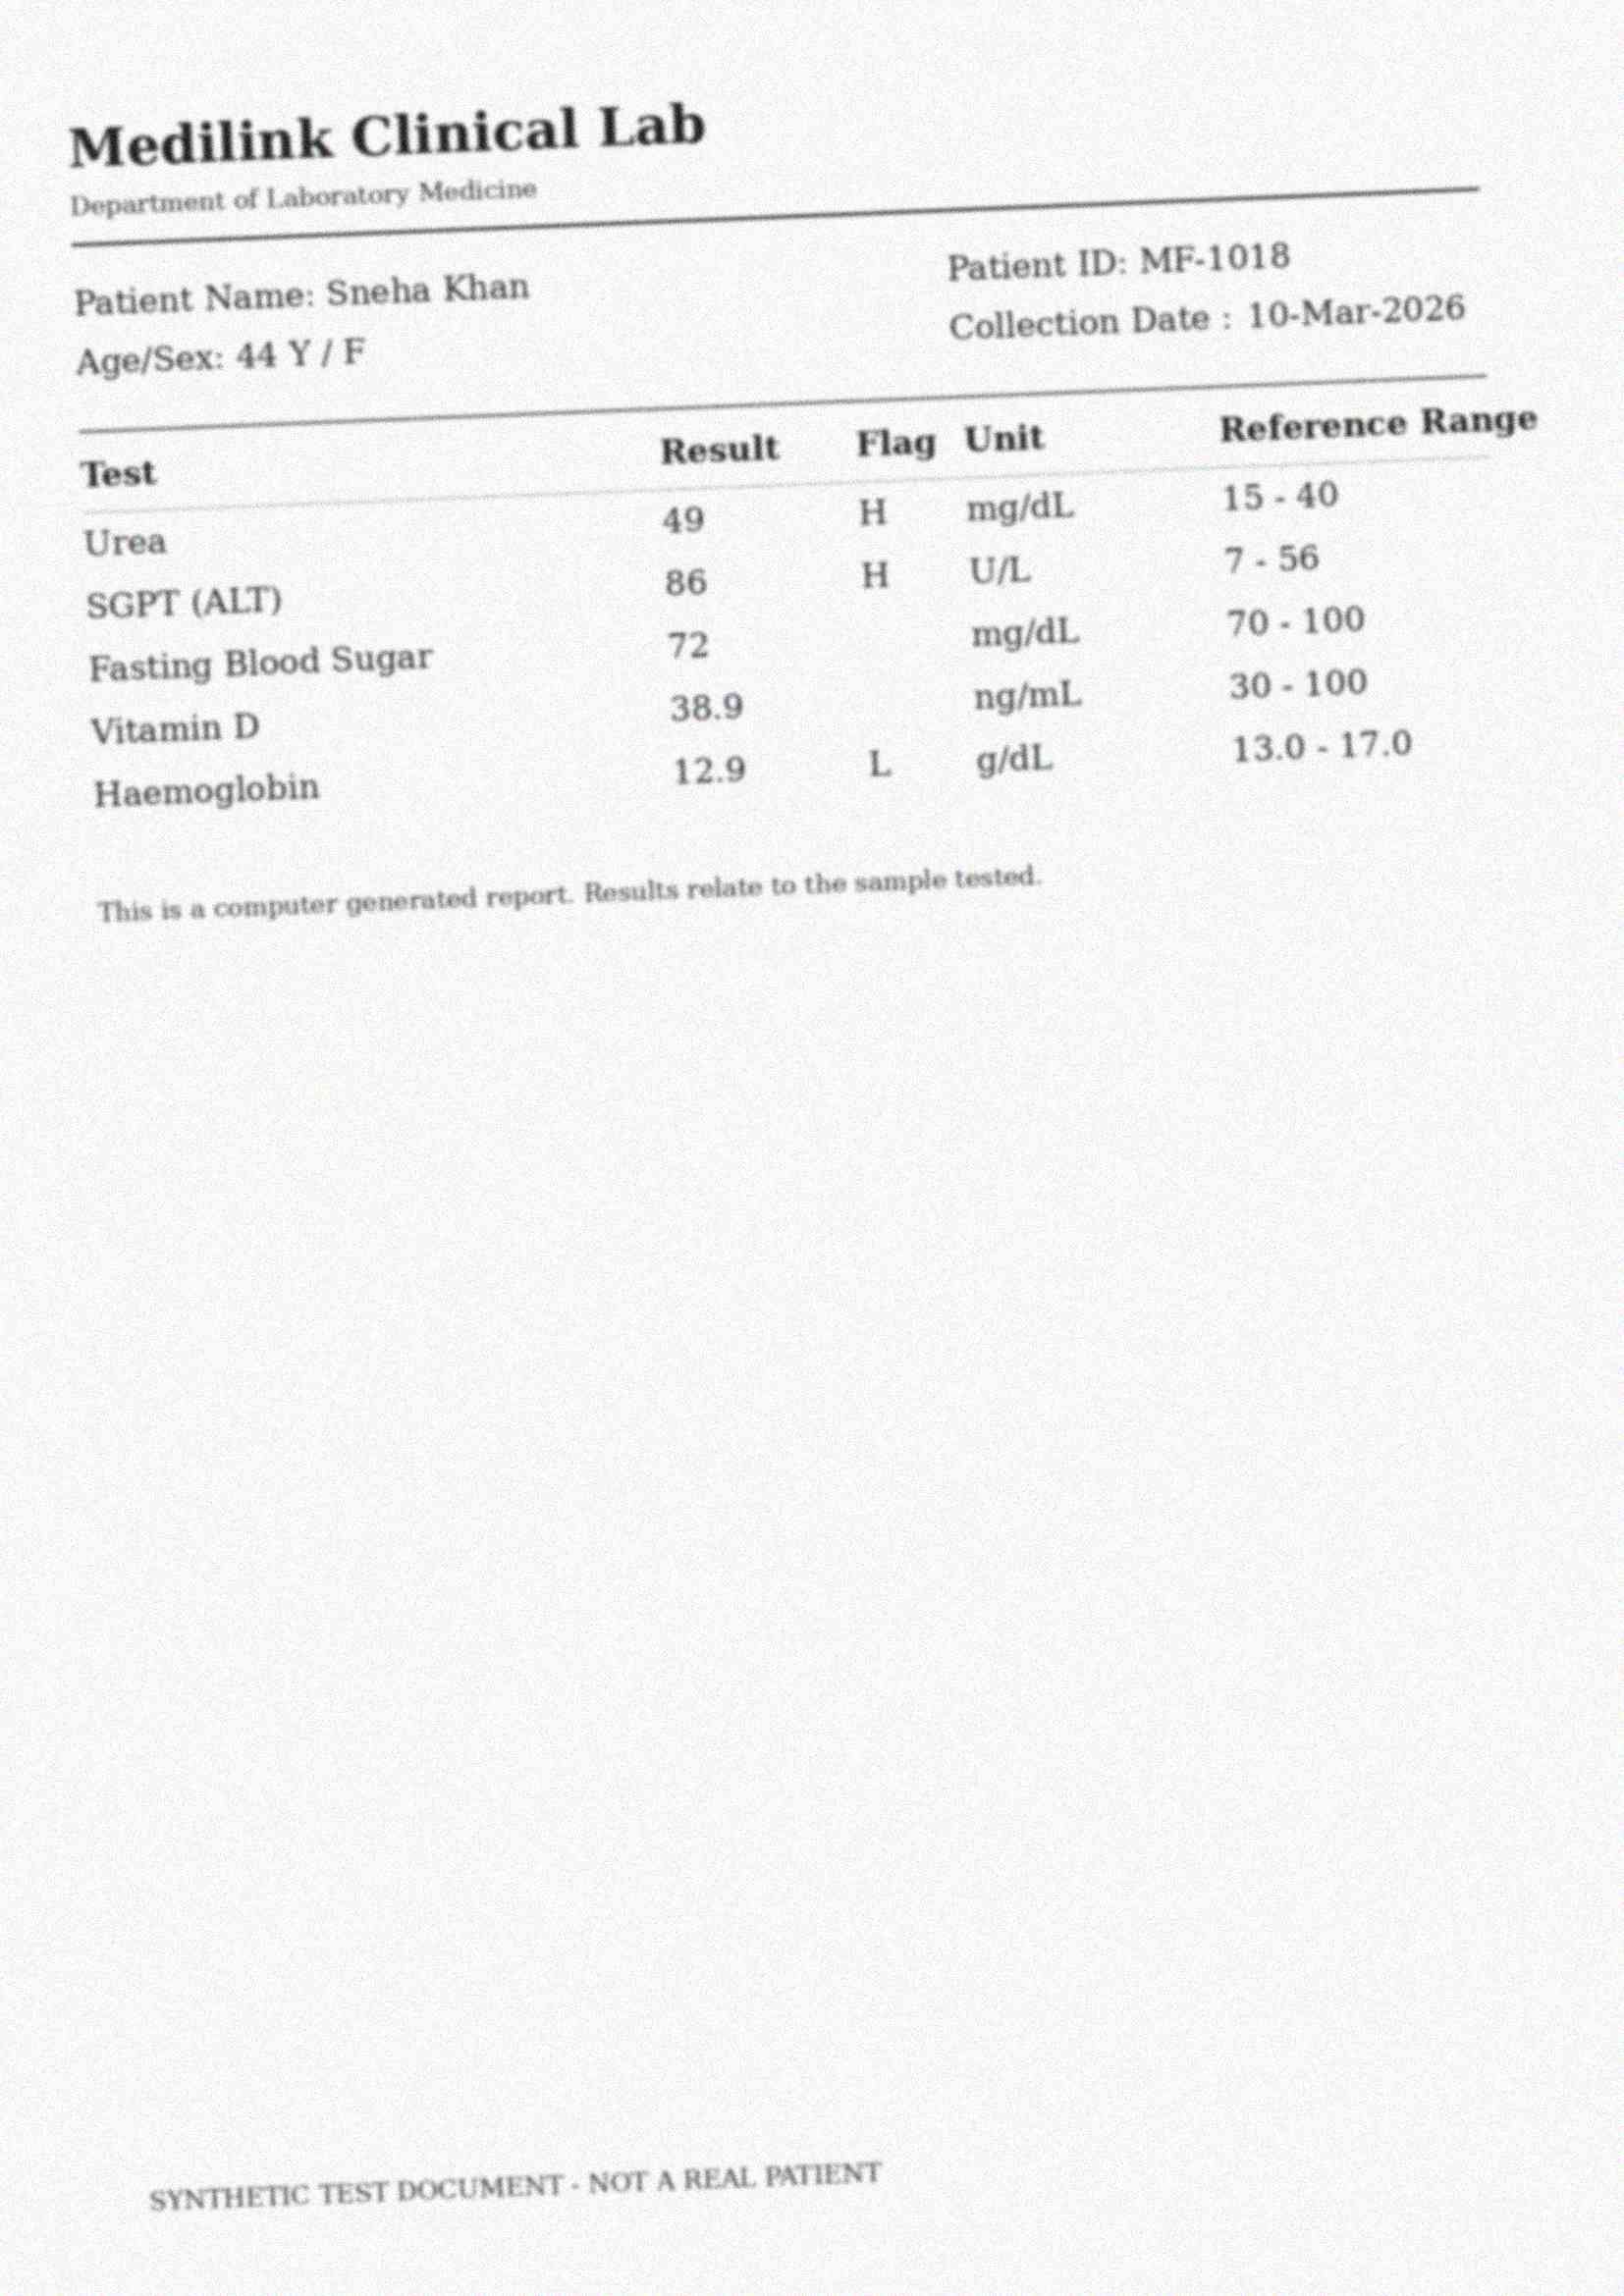 Medilink Clinical Lab
Department of Laboratory Medicine
Patient Name: Sneha Khan Patient ID: MF-1018
Age/Sex: 44 Y / F Collection Date : 10-Mar-2026
Test Result Flag Unit Reference Range
Urea 49 H mg/dL 15 - 40
SGPT (ALT) 86 H U/L 7 - 56
Fasting Blood Sugar 72 mg/dL 70 - 100
Vitamin D 38.9 ng/mL 30 - 100
Haemoglobin 12.9 L g/dL 13.0 - 17.0
This is a computer generated report. Results relate to the sample tested.
SYNTHETIC TEST DOCUMENT - NOT A REAL PATIENT